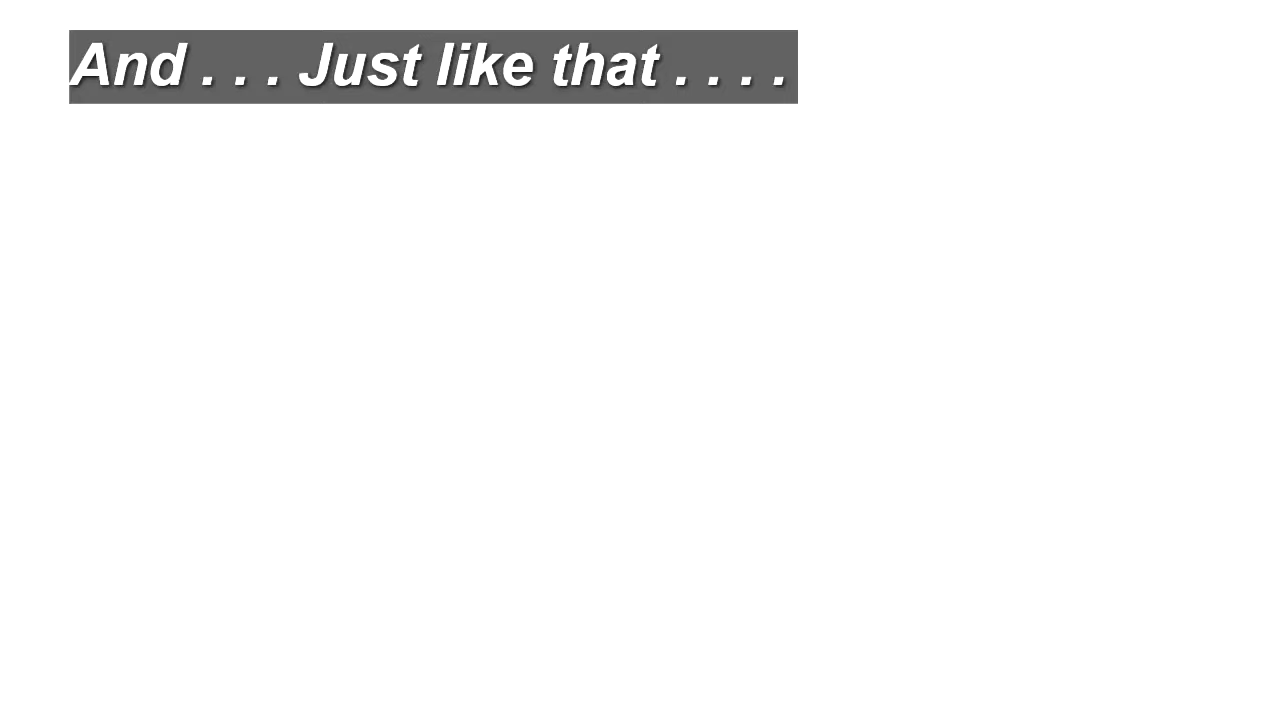 And . . . Just like that . . . .